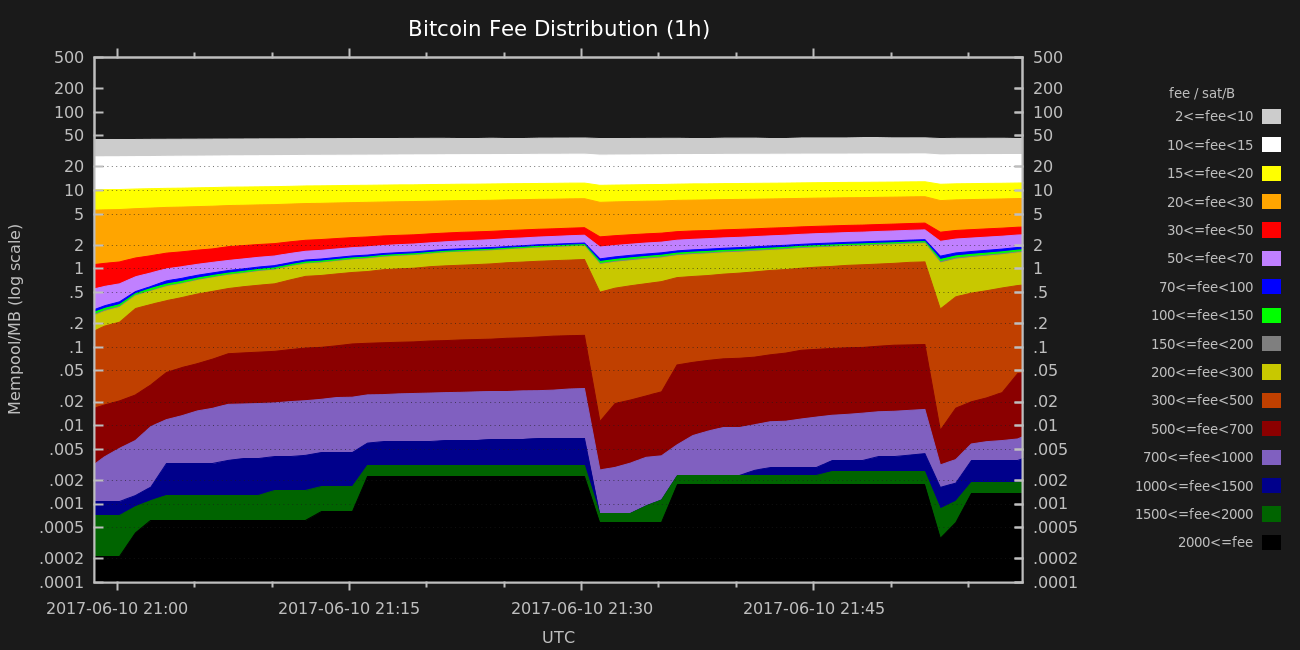 Bitcoin Fee Distribution (1h)
500
200
100
50
20
10
5
2
1
.5
.2
.1
.05
.02
.01
.005
.002
.001
.0005
.0002
.0001
Mempool/MB (log scale)
500
200
100
50
20
10
5
2
1
.5
.2
.1
.05
.02
.01
.005
.002
.001
.0005
.0002
.0001
2017-06-10 21:00 2017-06-10 21:15 2017-06-10 21:30 2017-06-10 21:45
UTC
fee / sat/B
2<=fee<10
10<=fee<15
15<=fee<20
20<=fee<30
30<=fee<50
50<=fee<70
70<=fee<100
100<=fee<150
150<=fee<200
200<=fee<300
300<=fee<500
500<=fee<700
700<=fee<1000
1000<=fee<1500
1500<=fee<2000
2000<=fee